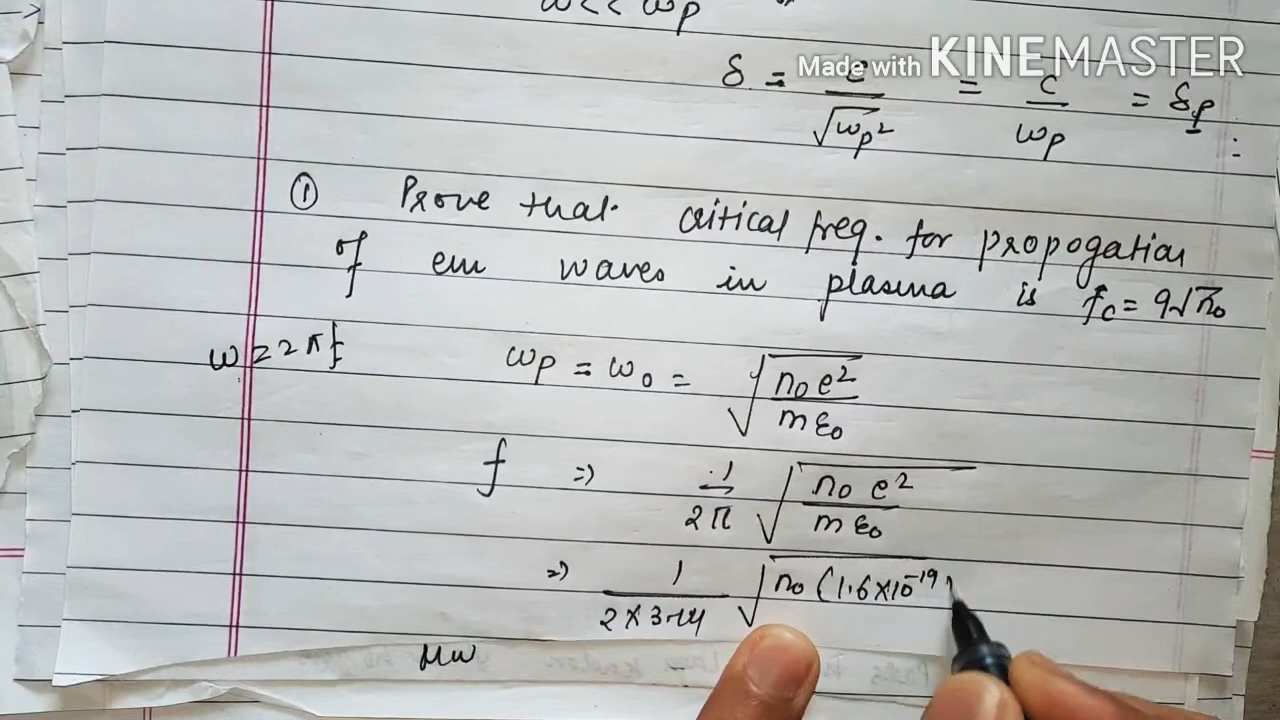 ω << ωp
Made with KINEMASTER
δ = c/√ωp² = c/ωp = δp
① Prove that critical freq. for propogation
of em waves in plasma is fc = 9√n₀
ω = 2πf
ωp = ω₀ = √(n₀e²/mε₀)
f ⇒ 1/2π √(n₀e²/mε₀)
⇒ 1/(2×3.14) √n₀(1.6×10⁻¹⁹)